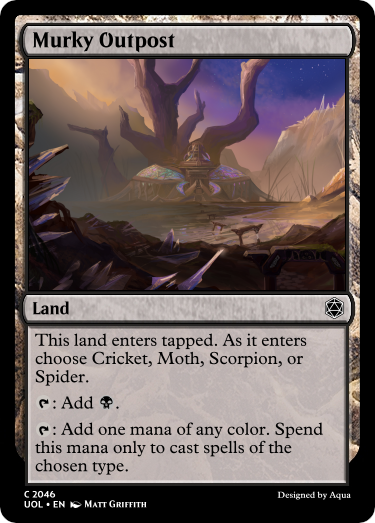 Murky Outpost
Land
This land enters tapped. As it enters
choose Cricket, Moth, Scorpion, or
Spider.
: Add .
: Add one mana of any color. Spend
this mana only to cast spells of the
chosen type.
C 2046
UOL • EN Matt Griffith
Designed by Aqua